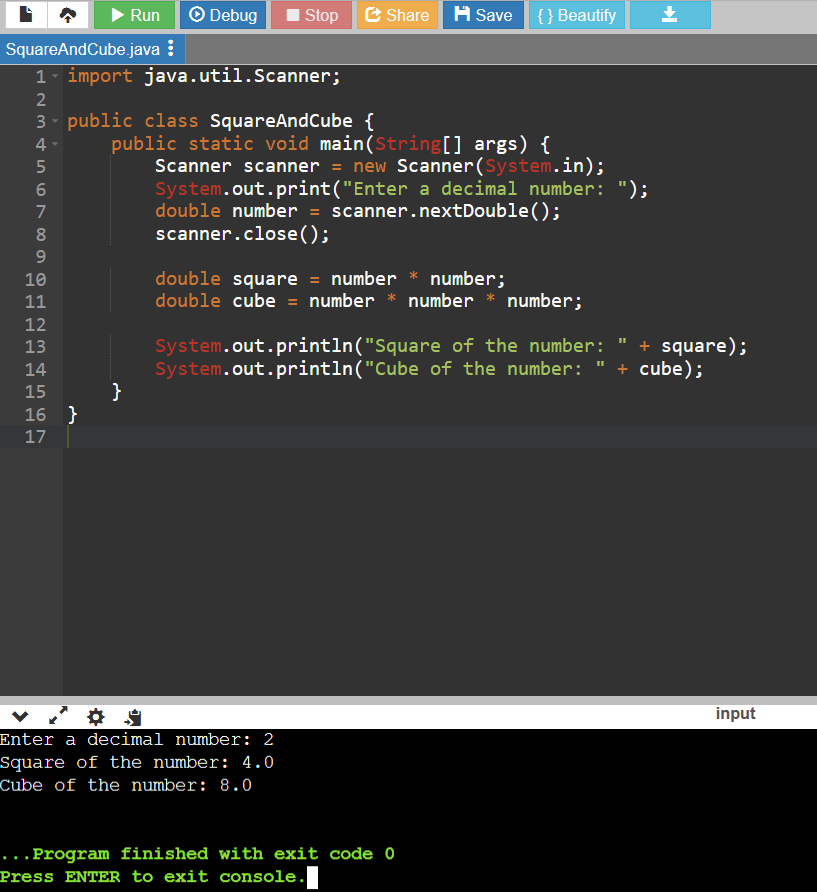 Run Debug Stop Share Save { } Beautify
SquareAndCube.java
1 import java.util.Scanner;
2
3 public class SquareAndCube {
4     public static void main(String[] args) {
5         Scanner scanner = new Scanner(System.in);
6         System.out.print("Enter a decimal number: ");
7         double number = scanner.nextDouble();
8         scanner.close();
9
10         double square = number * number;
11         double cube = number * number * number;
12
13         System.out.println("Square of the number: " + square);
14         System.out.println("Cube of the number: " + cube);
15     }
16 }
17
input
Enter a decimal number: 2
Square of the number: 4.0
Cube of the number: 8.0
...Program finished with exit code 0
Press ENTER to exit console.